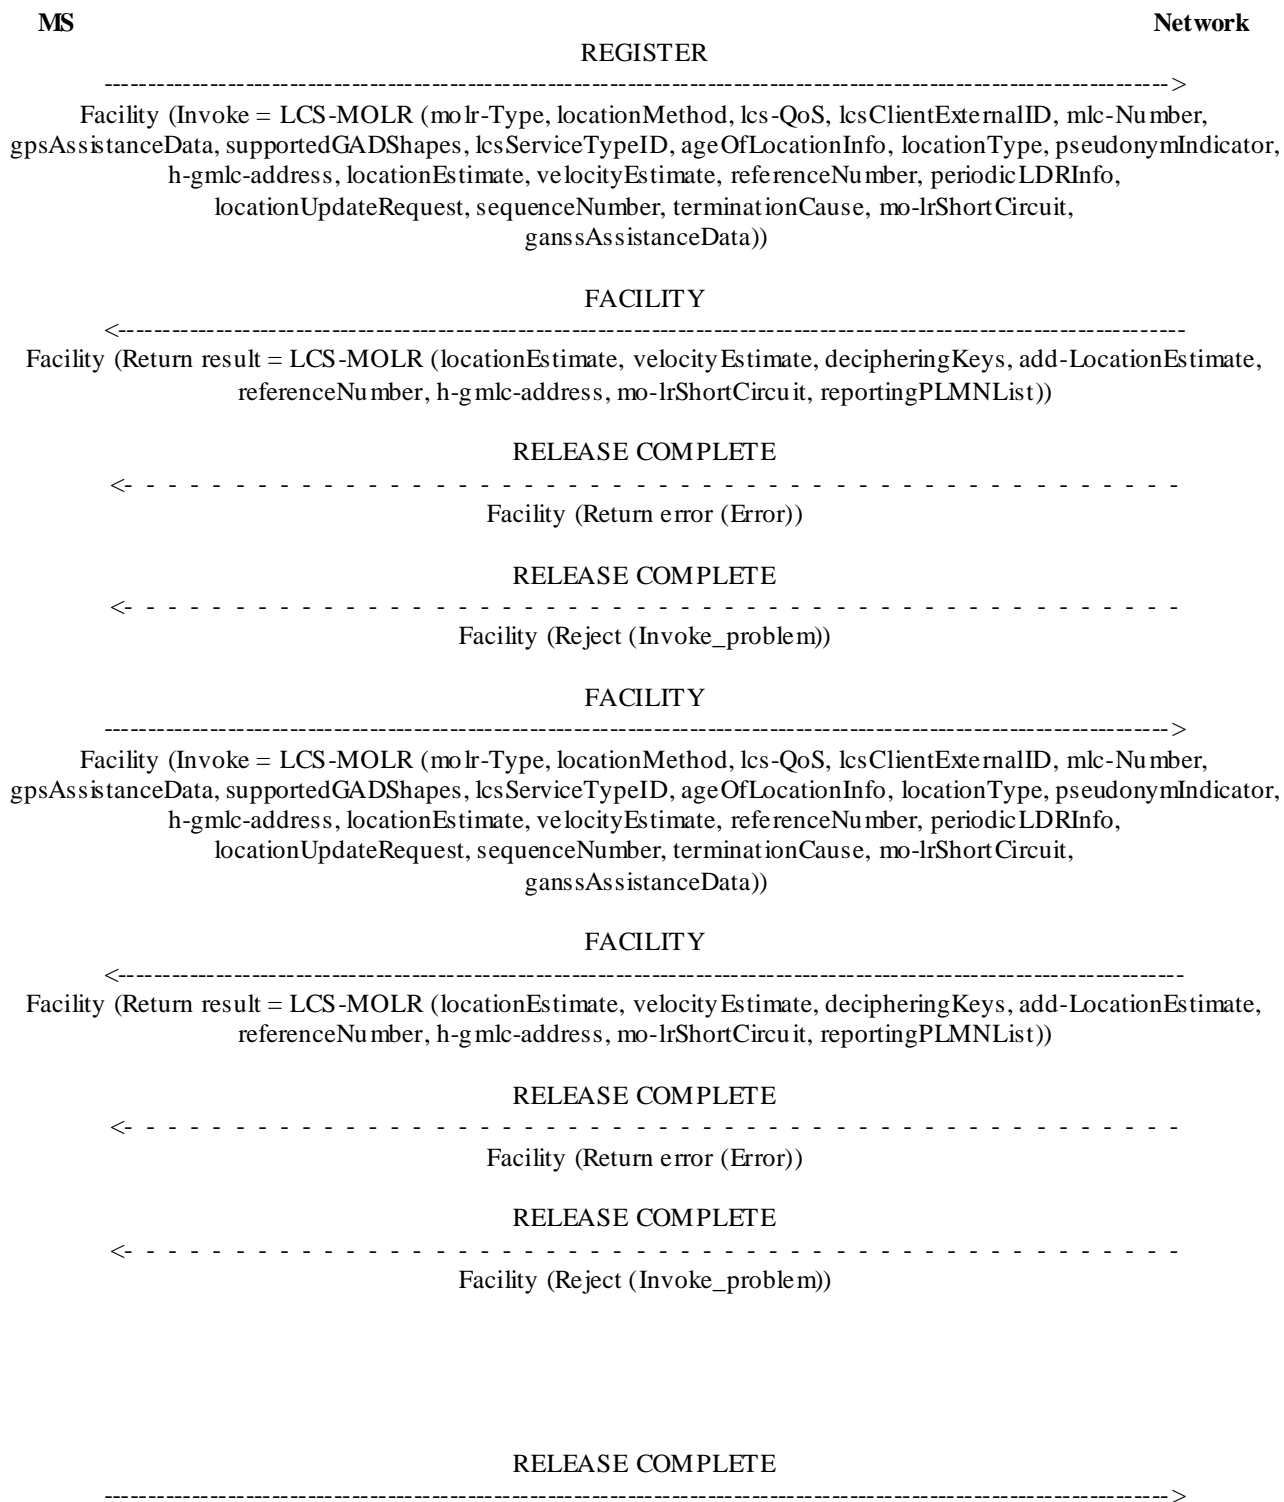 MS Network
REGISTER
------------------------------------------------------------------------------------------------------------------------>
Facility (Invoke = LCS-MOLR (molr-Type, locationMethod, lcs-QoS, lcsClientExternalID, mlc-Number,
gpsAssistanceData, supportedGADShapes, lcsServiceTypeID, ageOfLocationInfo, locationType, pseudonymIndicator,
h-gmlc-address, locationEstimate, velocityEstimate, referenceNumber, periodicLDRInfo,
locationUpdateRequest, sequenceNumber, terminationCause, mo-lrShortCircuit,
ganssAssistanceData))
FACILITY
<------------------------------------------------------------------------------------------------------------------------
Facility (Return result = LCS-MOLR (locationEstimate, velocityEstimate, decipheringKeys, add-LocationEstimate,
referenceNumber, h-gmlc-address, mo-lrShortCircuit, reportingPLMNList))
RELEASE COMPLETE
<- - - - - - - - - - - - - - - - - - - - - - - - - - - - - - - - - - - - - - - - - - - - - - - -
Facility (Return error (Error))
RELEASE COMPLETE
<- - - - - - - - - - - - - - - - - - - - - - - - - - - - - - - - - - - - - - - - - - - - - - - -
Facility (Reject (Invoke_problem))
FACILITY
------------------------------------------------------------------------------------------------------------------------>
Facility (Invoke = LCS-MOLR (molr-Type, locationMethod, lcs-QoS, lcsClientExternalID, mlc-Number,
gpsAssistanceData, supportedGADShapes, lcsServiceTypeID, ageOfLocationInfo, locationType, pseudonymIndicator,
h-gmlc-address, locationEstimate, velocityEstimate, referenceNumber, periodicLDRInfo,
locationUpdateRequest, sequenceNumber, terminationCause, mo-lrShortCircuit,
ganssAssistanceData))
FACILITY
<------------------------------------------------------------------------------------------------------------------------
Facility (Return result = LCS-MOLR (locationEstimate, velocityEstimate, decipheringKeys, add-LocationEstimate,
referenceNumber, h-gmlc-address, mo-lrShortCircuit, reportingPLMNList))
RELEASE COMPLETE
<- - - - - - - - - - - - - - - - - - - - - - - - - - - - - - - - - - - - - - - - - - - - - - - -
Facility (Return error (Error))
RELEASE COMPLETE
<- - - - - - - - - - - - - - - - - - - - - - - - - - - - - - - - - - - - - - - - - - - - - - - -
Facility (Reject (Invoke_problem))
RELEASE COMPLETE
------------------------------------------------------------------------------------------------------------------------>